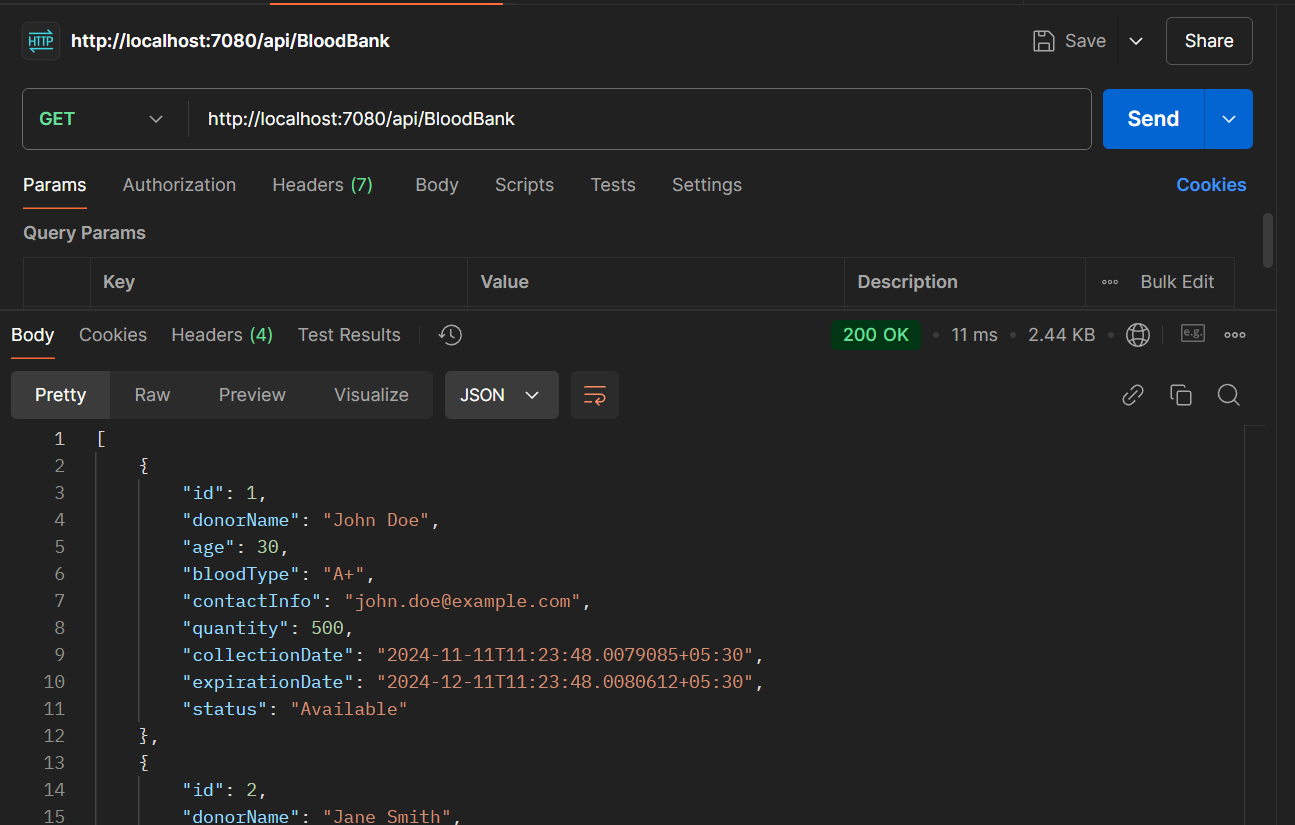 HTTP http://localhost:7080/api/BloodBank Save Share
GET http://localhost:7080/api/BloodBank Send
Params Authorization Headers (7) Body Scripts Tests Settings Cookies
Query Params
Key Value Description Bulk Edit
Body Cookies Headers (4) Test Results 200 OK 11 ms 2.44 KB e.g.
Pretty Raw Preview Visualize JSON
1 [
2 {
3 "id": 1,
4 "donorName": "John Doe",
5 "age": 30,
6 "bloodType": "A+",
7 "contactInfo": "john.doe@example.com",
8 "quantity": 500,
9 "collectionDate": "2024-11-11T11:23:48.0079085+05:30",
10 "expirationDate": "2024-12-11T11:23:48.0080612+05:30",
11 "status": "Available"
12 },
13 {
14 "id": 2,
15 "donorName": "Jane Smith",